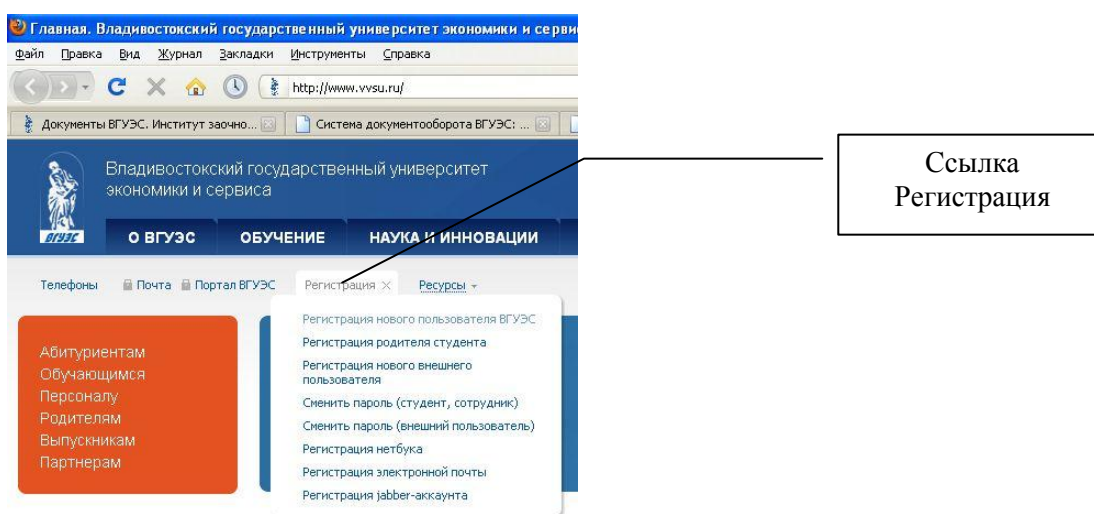 Главная. Владивостокский государственный университет экономики и серви
Файл Правка Вид Журнал Закладки Инструменты Справка
http://www.vvsu.ru/
Документы ВГУЭС. Институт заочно... Система документооборота ВГУЭС: ...
Владивостокский государственный университет
экономики и сервиса
ВГУЭС
О ВГУЭС ОБУЧЕНИЕ НАУКА И ИННОВАЦИИ
Ссылка
Регистрация
Телефоны Почта Портал ВГУЭС Регистрация Ресурсы
Регистрация нового пользователя ВГУЭС
Регистрация родителя студента
Регистрация нового внешнего
пользователя
Сменить пароль (студент, сотрудник)
Сменить пароль (внешний пользователь)
Регистрация нетбука
Регистрация электронной почты
Регистрация jabber-аккаунта
Абитуриентам
Обучающимся
Персоналу
Родителям
Выпускникам
Партнерам